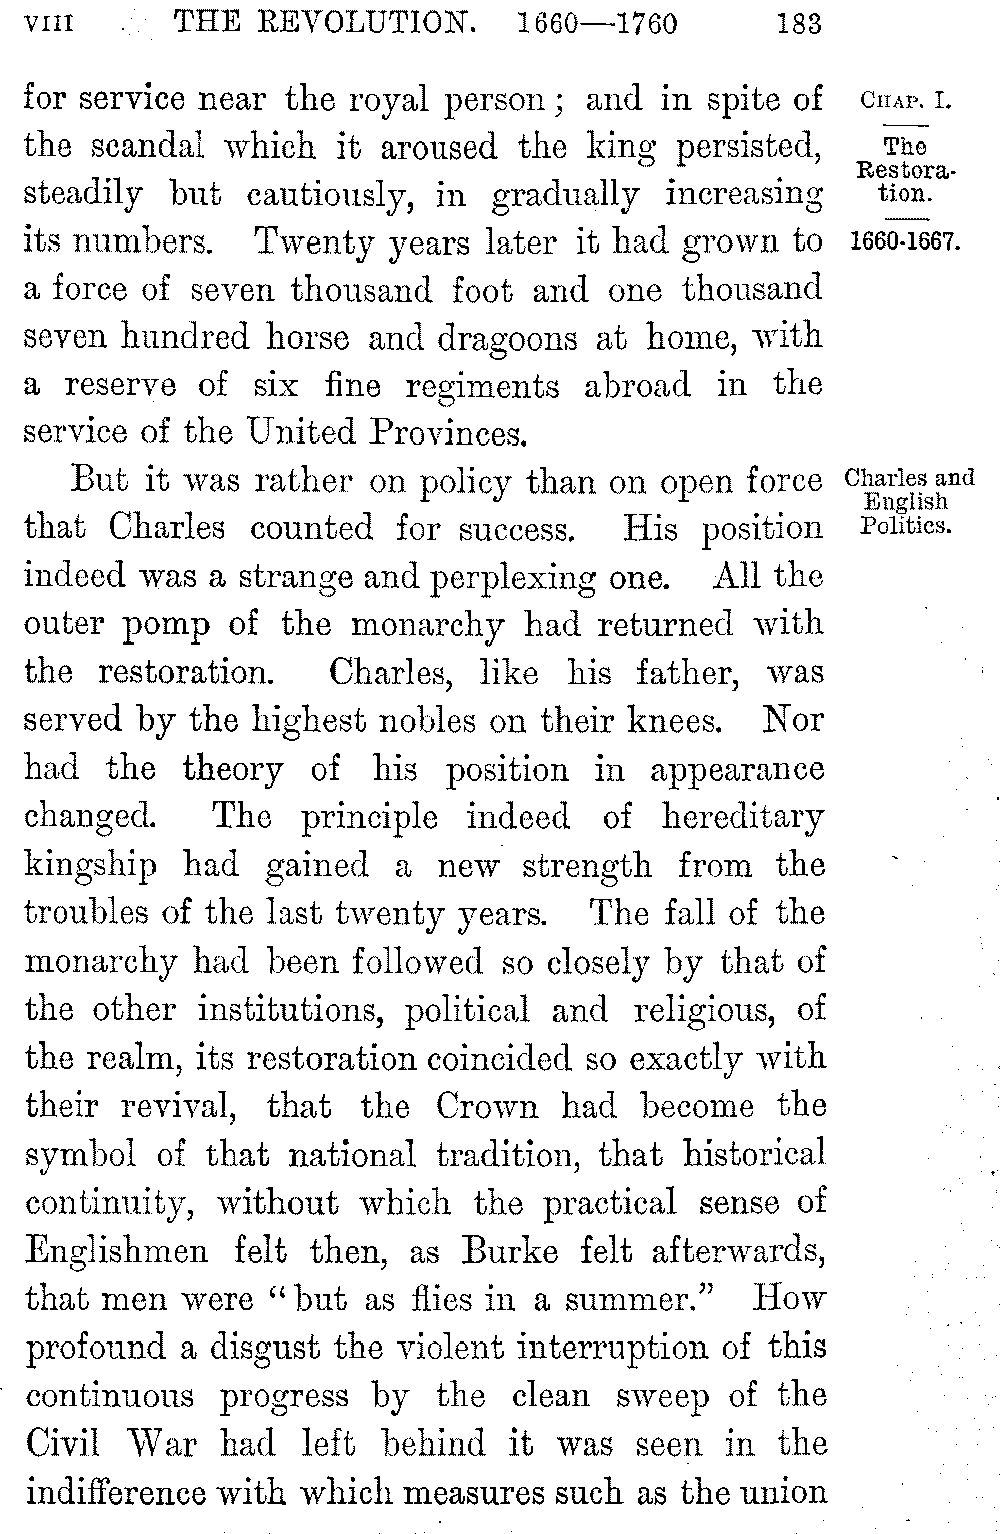 VIII THE REVOLUTION. 1660—1760 183
for service near the royal person; and in spite of
the scandal which it aroused the king persisted,
steadily but cautiously, in gradually increasing
its numbers. Twenty years later it had grown to
a force of seven thousand foot and one thousand
seven hundred horse and dragoons at home, with
a reserve of six fine regiments abroad in the
service of the United Provinces.
CHAP. I.
The
Restora-
tion.
1660-1667.
But it was rather on policy than on open force
that Charles counted for success. His position
indeed was a strange and perplexing one. All the
outer pomp of the monarchy had returned with
the restoration. Charles, like his father, was
served by the highest nobles on their knees. Nor
had the theory of his position in appearance
changed. The principle indeed of hereditary
kingship had gained a new strength from the
troubles of the last twenty years. The fall of the
monarchy had been followed so closely by that of
the other institutions, political and religious, of
the realm, its restoration coincided so exactly with
their revival, that the Crown had become the
symbol of that national tradition, that historical
continuity, without which the practical sense of
Englishmen felt then, as Burke felt afterwards,
that men were “but as flies in a summer.” How
profound a disgust the violent interruption of this
continuous progress by the clean sweep of the
Civil War had left behind it was seen in the
indifference with which measures such as the union
Charles and
English
Politics.